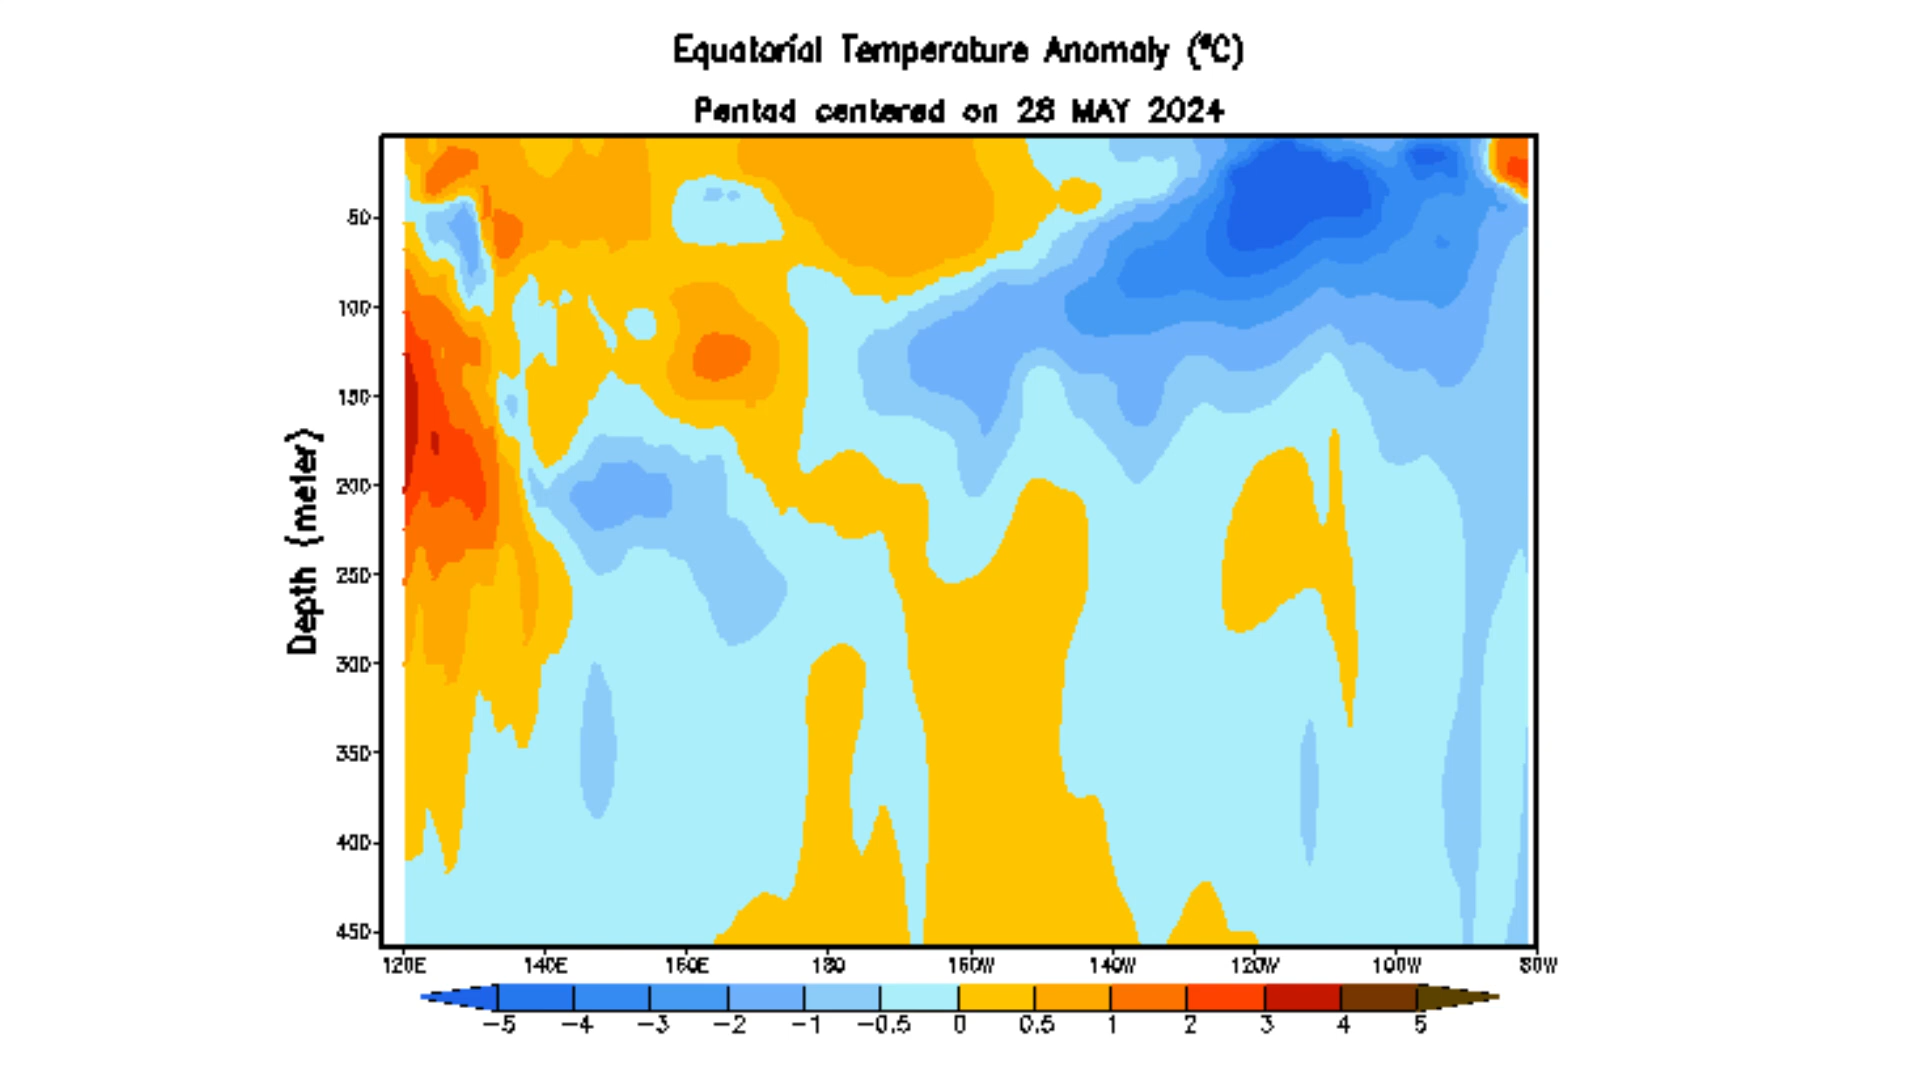 Equatorial Temperature Anomaly (°C)
Pentad centered on 28 MAY 2024
Depth (meter)
50
100
150
200
250
300
350
400
450
120E 140E 160E 180 160W 140W 120W 100W 80W
-5 -4 -3 -2 -1 -0.5 0 0.5 1 2 3 4 5